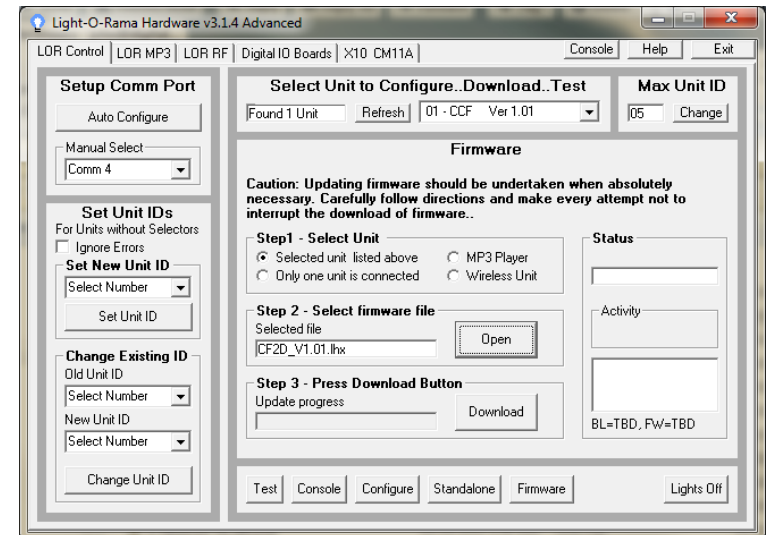 Light-O-Rama Hardware v3.1.4 Advanced
LOR Control LOR MP3 LOR RF Digital IO Boards X10 CM11A Console Help Exit
Setup Comm Port
Auto Configure
Manual Select
Comm 4
Set Unit IDs
For Units without Selectors
Ignore Errors
Set New Unit ID
Select Number
Set Unit ID
Change Existing ID
Old Unit ID
Select Number
New Unit ID
Select Number
Change Unit ID
Select Unit to Configure..Download..Test
Found 1 Unit Refresh 01 - CCF Ver 1.01
Max Unit ID
05 Change
Firmware
Caution: Updating firmware should be undertaken when absolutely
necessary. Carefully follow directions and make every attempt not to
interrupt the download of firmware..
Step1 - Select Unit
Selected unit listed above MP3 Player
Only one unit is connected Wireless Unit
Step 2 - Select firmware file
Selected file
CF2D_V1.01.lhx
Open
Step 3 - Press Download Button
Update progress
Download
Status
Activity
BL=TBD, FW=TBD
Test Console Configure Standalone Firmware Lights Off